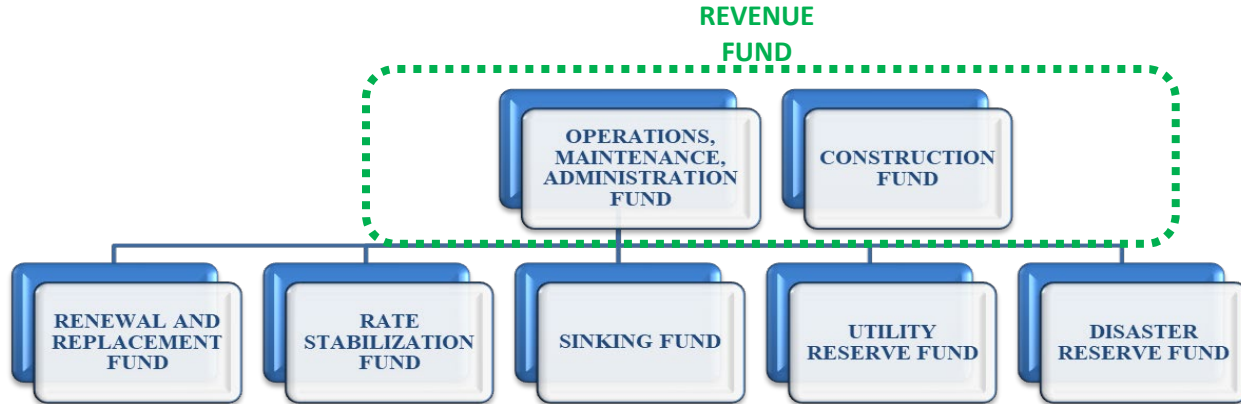 REVENUE
FUND
OPERATIONS,
MAINTENANCE,
ADMINISTRATION
FUND
CONSTRUCTION
FUND
RENEWAL AND
REPLACEMENT
FUND
RATE
STABILIZATION
FUND
SINKING FUND
UTILITY
RESERVE FUND
DISASTER
RESERVE FUND